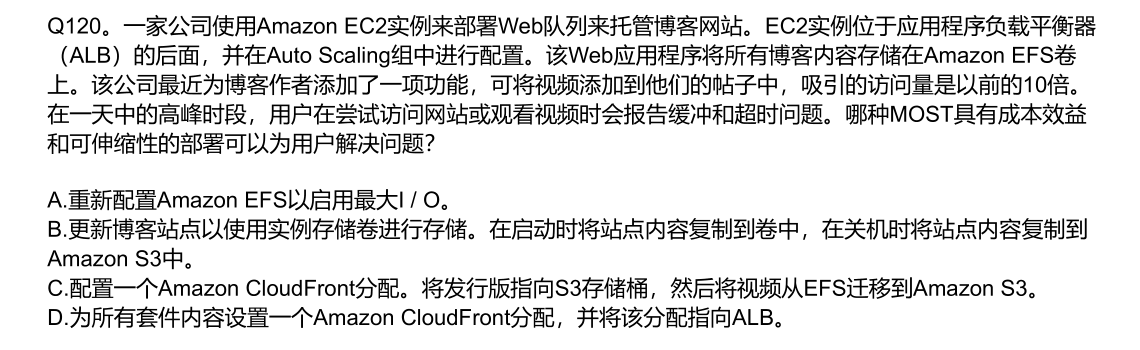 Q120。一家公司使用Amazon EC2实例来部署Web队列来托管博客网站。EC2实例位于应用程序负载平衡器
（ALB）的后面，并在Auto Scaling组中进行配置。该Web应用程序将所有博客内容存储在Amazon EFS卷
上。该公司最近为博客作者添加了一项功能，可将视频添加到他们的帖子中，吸引的访问量是以前的10倍。
在一天中的高峰时段，用户在尝试访问网站或观看视频时会报告缓冲和超时问题。哪种MOST具有成本效益
和可伸缩性的部署可以为用户解决问题？
A.重新配置Amazon EFS以启用最大I / O。
B.更新博客站点以使用实例存储卷进行存储。在启动时将站点内容复制到卷中，在关机时将站点内容复制到
Amazon S3中。
C.配置一个Amazon CloudFront分配。将发行版指向S3存储桶，然后将视频从EFS迁移到Amazon S3。
D.为所有套件内容设置一个Amazon CloudFront分配，并将该分配指向ALB。